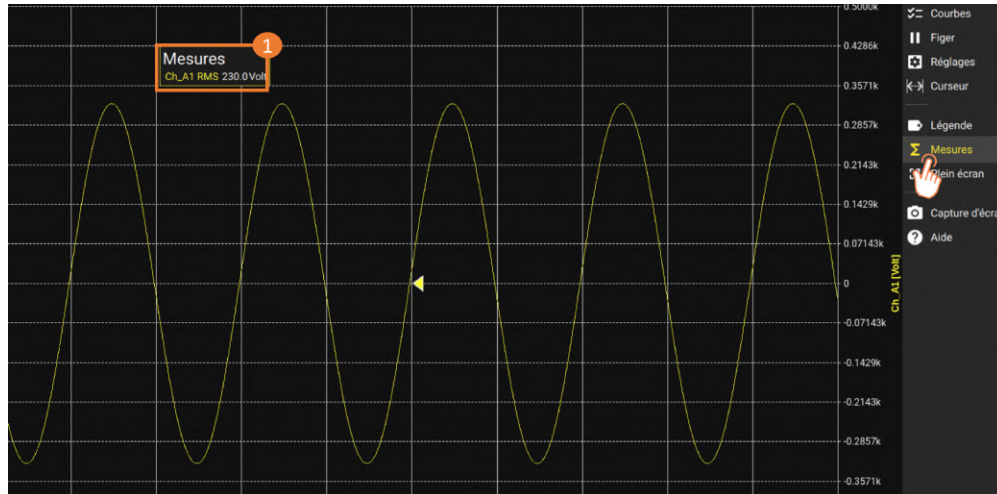 1
Mesures
Ch_A1 RMS 230.0 Volt
0.5000k
0.4286k
0.3571k
0.2857k
0.2143k
0.1429k
0.07143k
0
-0.07143k
-0.1429k
-0.2143k
-0.2857k
-0.3571k
Ch_A1 [Volt]
Courbes
Figer
Réglages
Curseur
Légende
Σ Mesures
Plein écran
Capture d'écra
? Aide